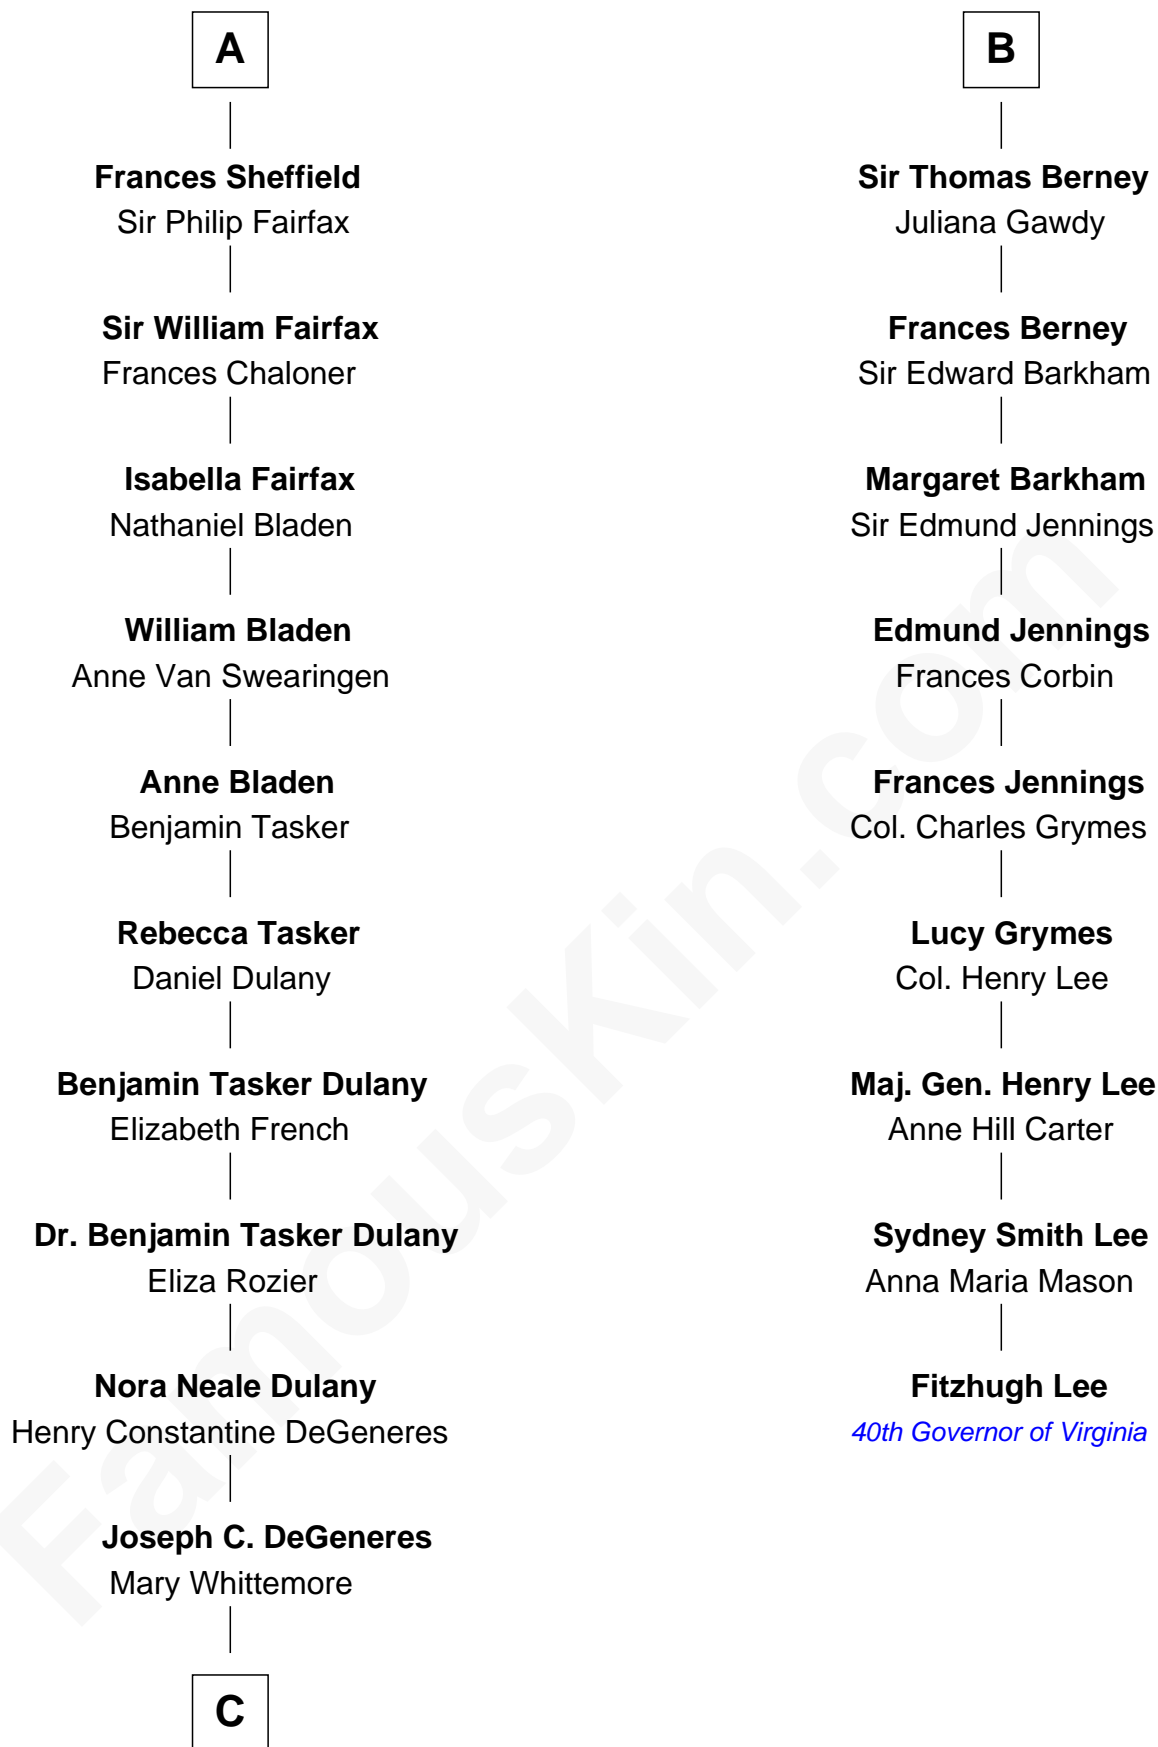 A
Frances Sheffield
Sir Philip Fairfax
Sir William Fairfax
Frances Chaloner
Isabella Fairfax
Nathaniel Bladen
William Bladen
Anne Van Swearingen
Anne Bladen
Benjamin Tasker
Rebecca Tasker
Daniel Dulany
Benjamin Tasker Dulany
Elizabeth French
Dr. Benjamin Tasker Dulany
Eliza Rozier
Nora Neale Dulany
Henry Constantine DeGeneres
Joseph C. DeGeneres
Mary Whittemore
C
B
Sir Thomas Berney
Juliana Gawdy
Frances Berney
Sir Edward Barkham
Margaret Barkham
Sir Edmund Jennings
Edmund Jennings
Frances Corbin
Frances Jennings
Col. Charles Grymes
Lucy Grymes
Col. Henry Lee
Maj. Gen. Henry Lee
Anne Hill Carter
Sydney Smith Lee
Anna Maria Mason
Fitzhugh Lee
40th Governor of Virginia
FamousKin.com